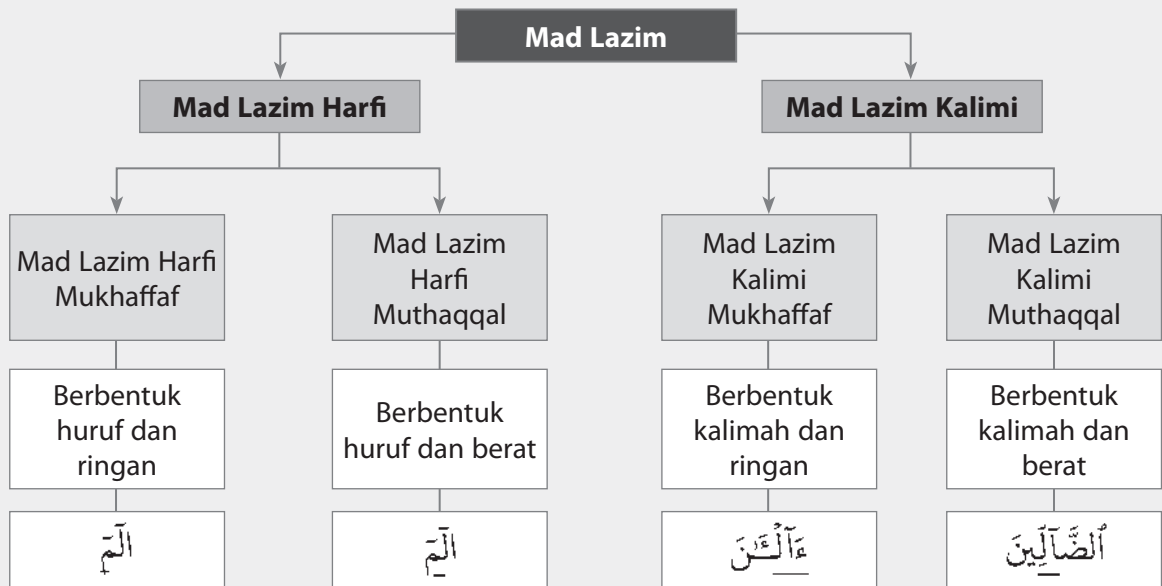 Mad Lazim
Mad Lazim Harfi
Mad Lazim Kalimi
Mad Lazim Harfi
Mukhaffaf
Mad Lazim
Harfi
Muthaqqal
Mad Lazim
Kalimi
Mukhaffaf
Mad Lazim
Kalimi
Muthaqqal
Berbentuk
huruf dan
ringan
Berbentuk
huruf dan berat
Berbentuk
kalimah dan
ringan
Berbentuk
kalimah dan
berat
الٓمٓ
الٓمٓ
ءَآلْـَٰٔنَ
ٱلضَّآلِّينَ